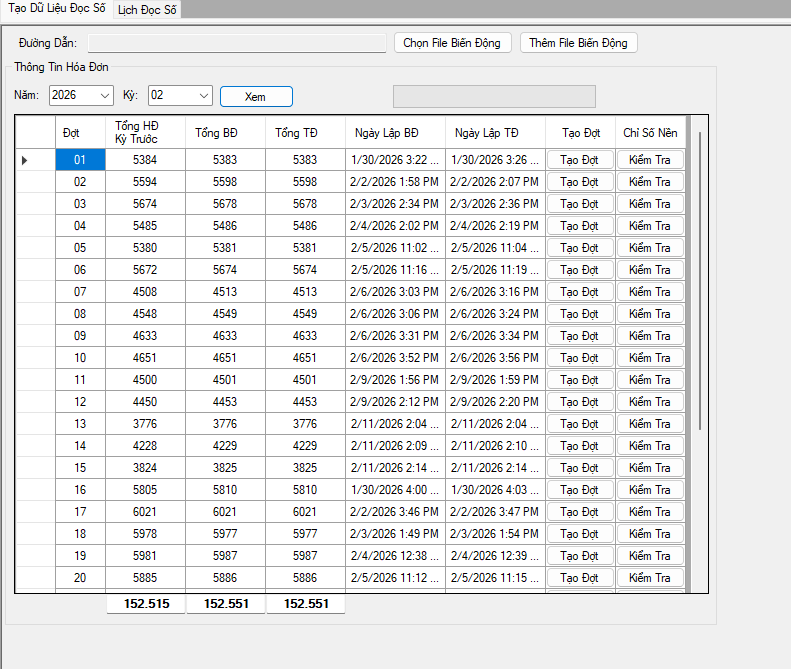 Tạo Dữ Liệu Đọc Số Lịch Đọc Số
Đường Dẫn: Chọn File Biến Động Thêm File Biến Động
Thông Tin Hóa Đơn
Năm: 2026 Kỳ: 02 Xem
Đợt Tổng HĐ Kỳ Trước Tổng BĐ Tổng TĐ Ngày Lập BĐ Ngày Lập TĐ Tạo Đợt Chỉ Số Nền
01 5384 5383 5383 1/30/2026 3:22 ... 1/30/2026 3:26 ... Tạo Đợt Kiểm Tra
02 5594 5598 5598 2/2/2026 1:58 PM 2/2/2026 2:07 PM Tạo Đợt Kiểm Tra
03 5674 5678 5678 2/3/2026 2:34 PM 2/3/2026 2:36 PM Tạo Đợt Kiểm Tra
04 5485 5486 5486 2/4/2026 2:02 PM 2/4/2026 2:19 PM Tạo Đợt Kiểm Tra
05 5380 5381 5381 2/5/2026 11:02 ... 2/5/2026 11:04 ... Tạo Đợt Kiểm Tra
06 5672 5674 5674 2/5/2026 11:16 ... 2/5/2026 11:19 ... Tạo Đợt Kiểm Tra
07 4508 4513 4513 2/6/2026 3:03 PM 2/6/2026 3:16 PM Tạo Đợt Kiểm Tra
08 4548 4549 4549 2/6/2026 3:06 PM 2/6/2026 3:24 PM Tạo Đợt Kiểm Tra
09 4633 4633 4633 2/6/2026 3:31 PM 2/6/2026 3:34 PM Tạo Đợt Kiểm Tra
10 4651 4651 4651 2/6/2026 3:52 PM 2/6/2026 3:56 PM Tạo Đợt Kiểm Tra
11 4500 4501 4501 2/9/2026 1:56 PM 2/9/2026 1:59 PM Tạo Đợt Kiểm Tra
12 4450 4453 4453 2/9/2026 2:12 PM 2/9/2026 2:20 PM Tạo Đợt Kiểm Tra
13 3776 3776 3776 2/11/2026 2:04 ... 2/11/2026 2:04 ... Tạo Đợt Kiểm Tra
14 4228 4229 4229 2/11/2026 2:09 ... 2/11/2026 2:10 ... Tạo Đợt Kiểm Tra
15 3824 3825 3825 2/11/2026 2:14 ... 2/11/2026 2:14 ... Tạo Đợt Kiểm Tra
16 5805 5810 5810 1/30/2026 4:00 ... 1/30/2026 4:03 ... Tạo Đợt Kiểm Tra
17 6021 6021 6021 2/2/2026 3:46 PM 2/2/2026 3:47 PM Tạo Đợt Kiểm Tra
18 5978 5977 5977 2/3/2026 1:49 PM 2/3/2026 1:54 PM Tạo Đợt Kiểm Tra
19 5981 5987 5987 2/4/2026 12:38 ... 2/4/2026 12:39 ... Tạo Đợt Kiểm Tra
20 5885 5886 5886 2/5/2026 11:12 ... 2/5/2026 11:15 ... Tạo Đợt Kiểm Tra
152.515 152.551 152.551